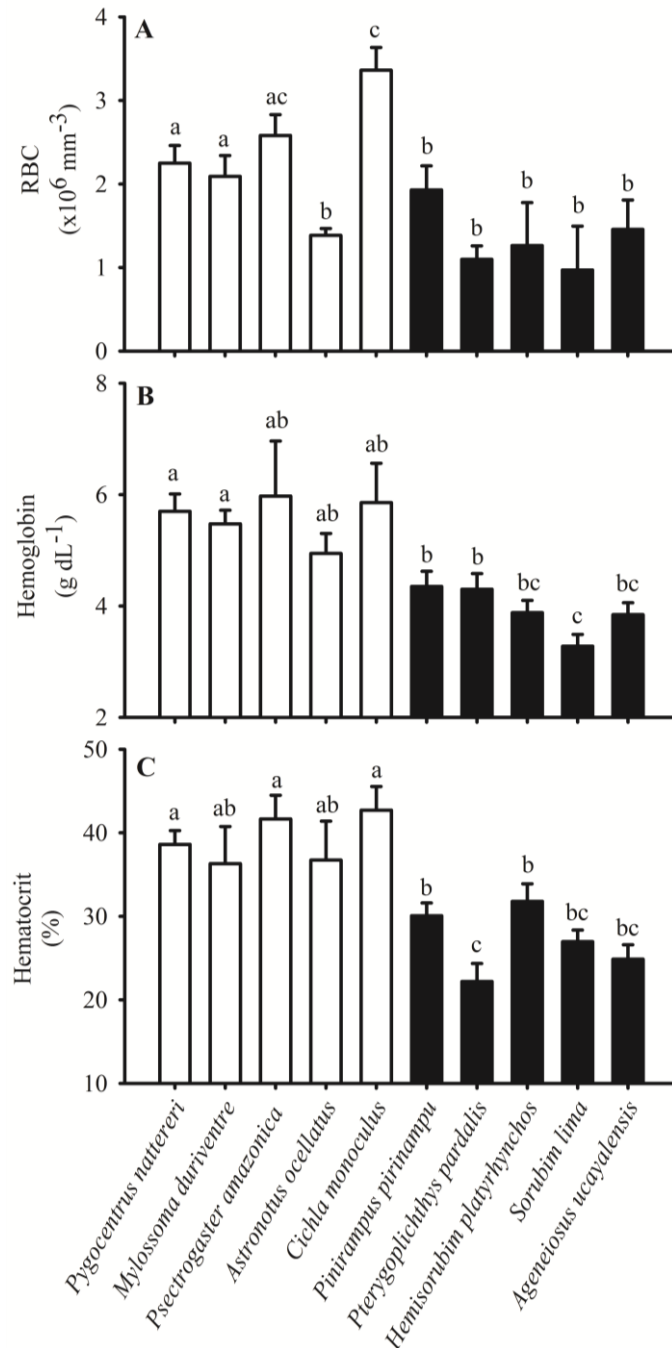 A
RBC
(x10⁶ mm⁻³)
4
3
2
1
0
a a ac b c b b b b b
B
Hemoglobin
(g dL⁻¹)
8
6
4
2
a a ab ab ab b b bc c bc
C
Hematocrit
(%)
50
40
30
20
10
a ab a ab a b c b bc bc
Pygocentrus nattereri
Mylossoma duriventre
Psectrogaster amazonica
Astronotus ocellatus
Cichla monoculus
Pinirampus pirinampu
Pterygoplichthys pardalis
Hemisorubim platyrhynchos
Sorubim lima
Ageneiosus ucayalensis